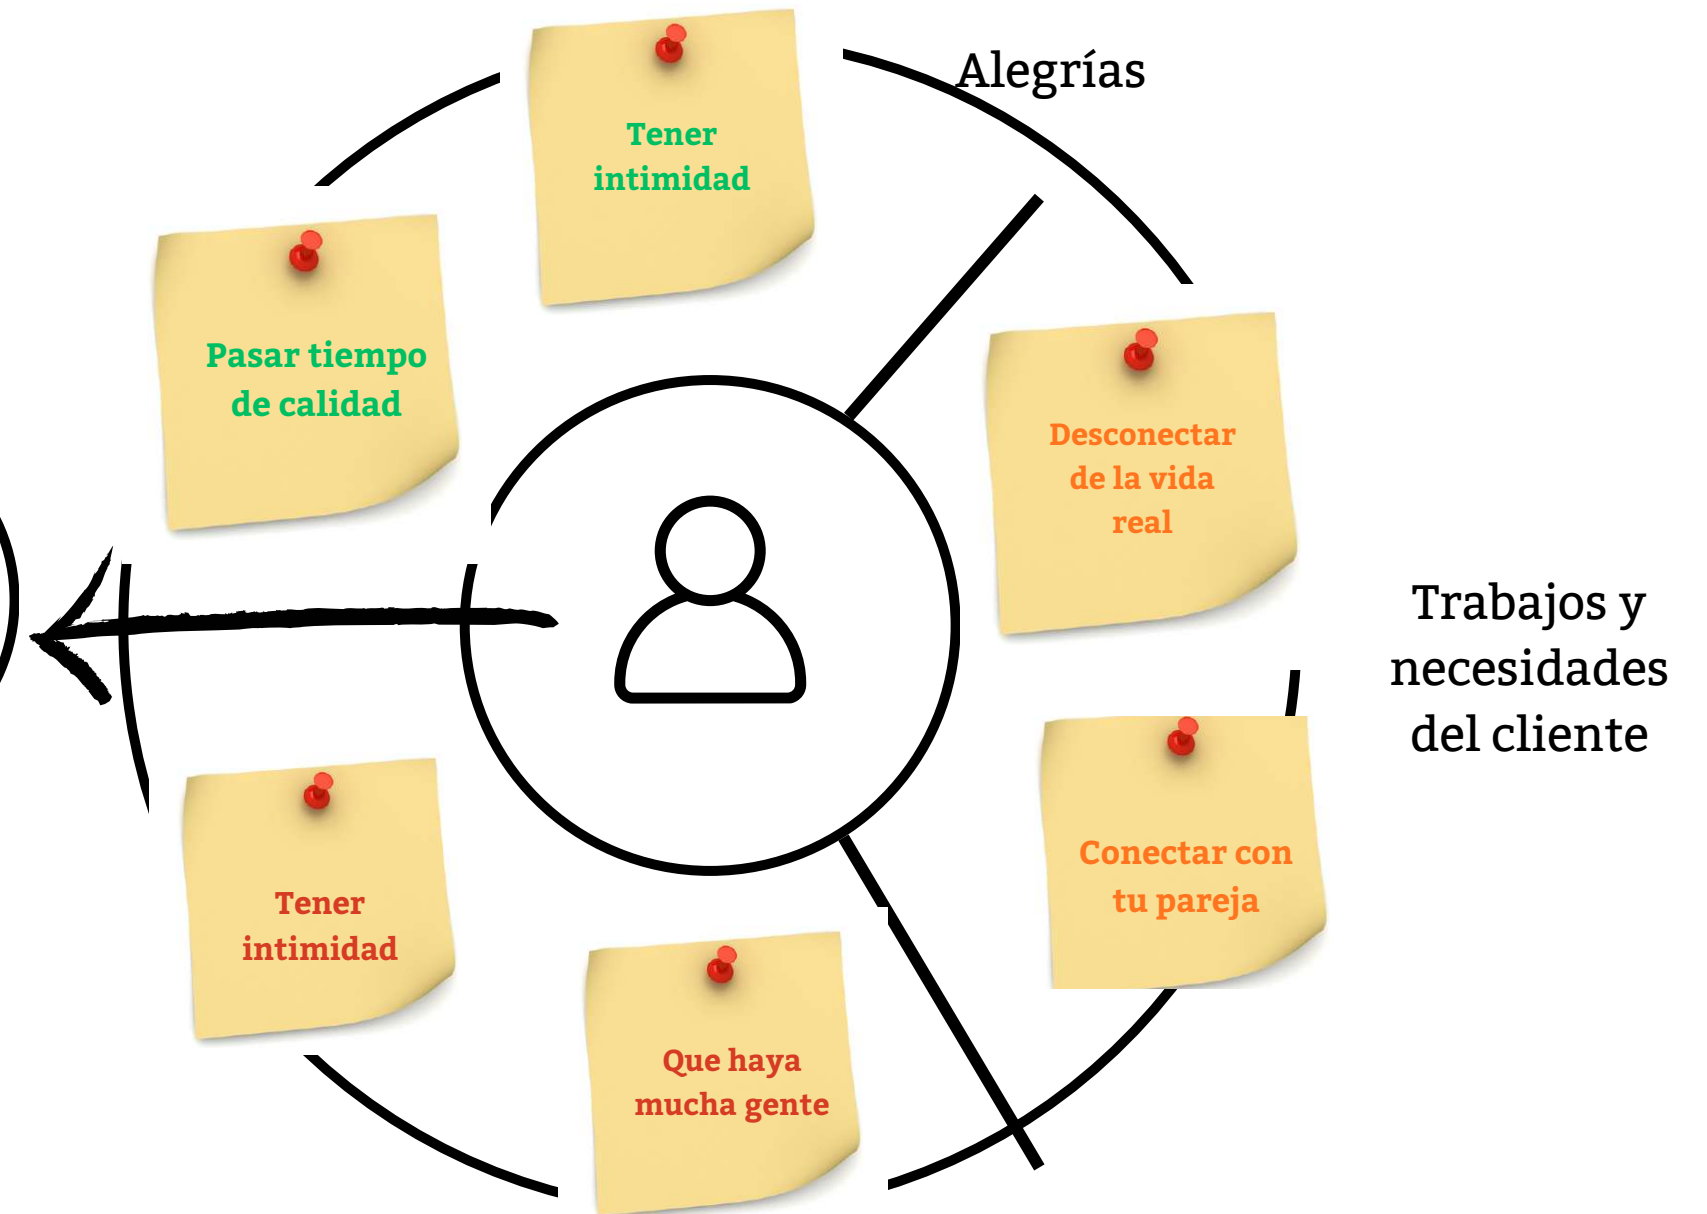 Alegrías
Tener
intimidad
Pasar tiempo
de calidad
Desconectar
de la vida
real
Trabajos y
necesidades
del cliente
Conectar con
tu pareja
Tener
intimidad
Que haya
mucha gente